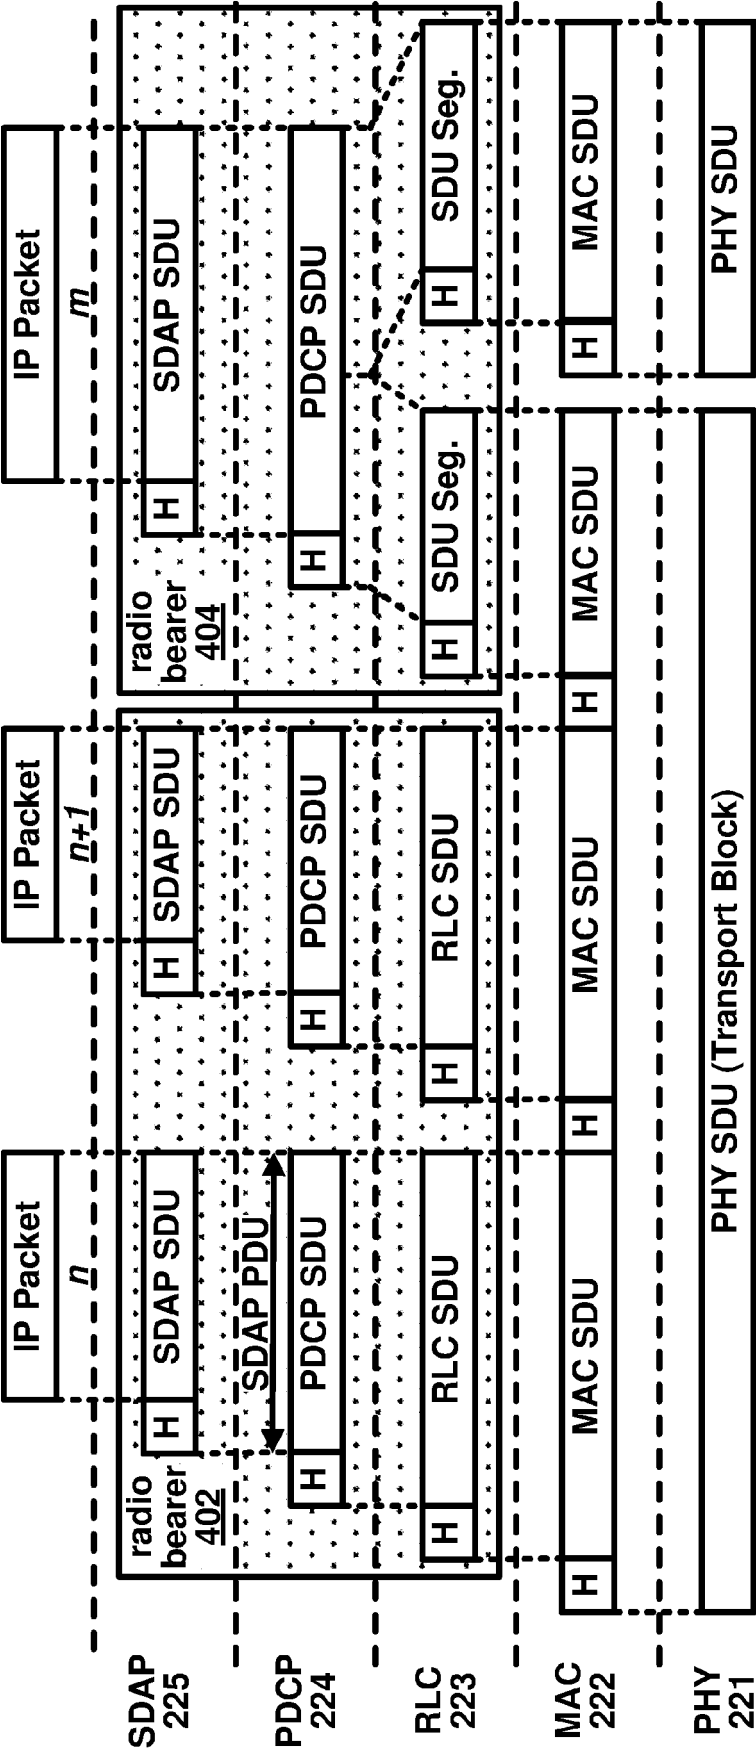 IP Packet
IP Packet
IP Packet
n
n+1
m
SDAP
225
radio
bearer
402
H
SDAP SDU
H
SDAP SDU
radio
bearer
404
H
SDAP SDU
SDAP PDU
PDCP
224
H
PDCP SDU
H
PDCP SDU
H
PDCP SDU
RLC
223
H
RLC SDU
H
RLC SDU
H
SDU Seg.
H
SDU Seg.
MAC
222
H
MAC SDU
H
MAC SDU
H
MAC SDU
H
MAC SDU
PHY
221
PHY SDU (Transport Block)
PHY SDU